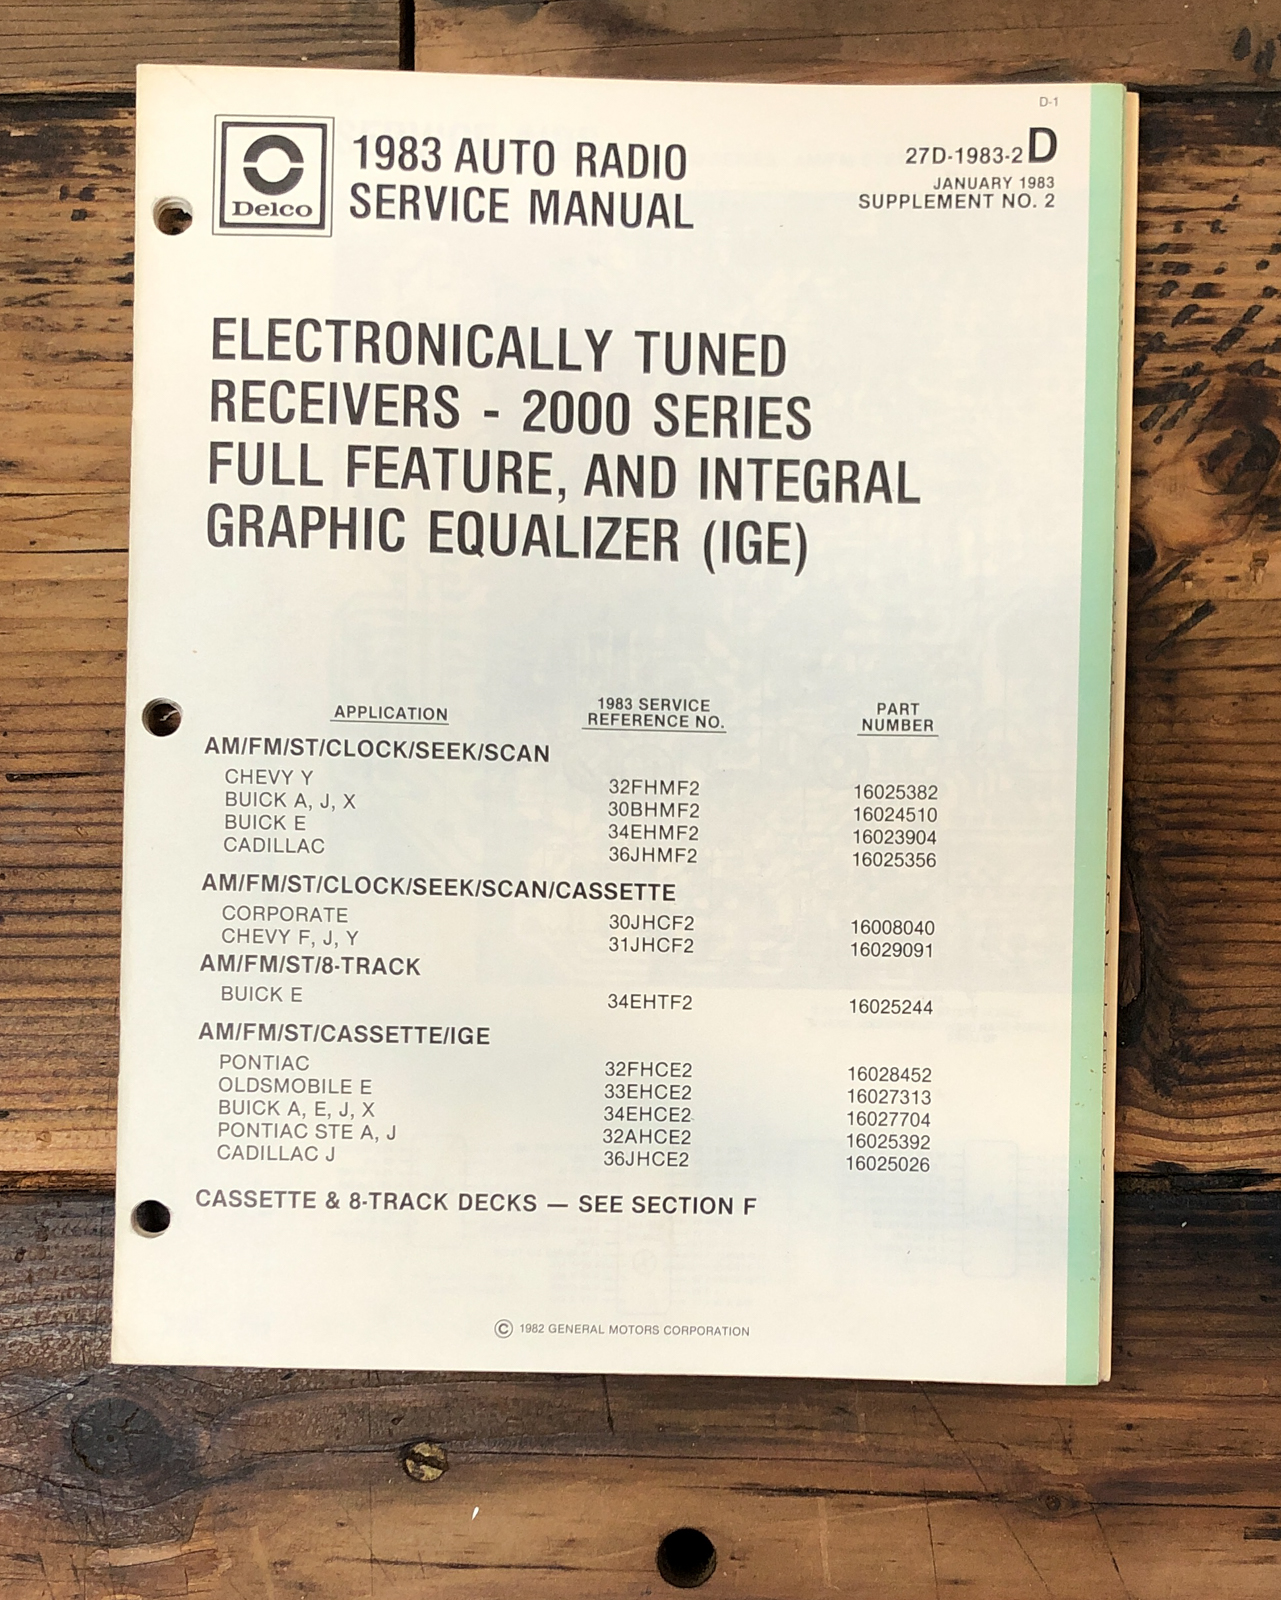 D-1
Delco
1983 AUTO RADIO
SERVICE MANUAL
27D-1983-2D
JANUARY 1983
SUPPLEMENT NO. 2
ELECTRONICALLY TUNED
RECEIVERS - 2000 SERIES
FULL FEATURE, AND INTEGRAL
GRAPHIC EQUALIZER (IGE)
APPLICATION 1983 SERVICE REFERENCE NO. PART NUMBER
AM/FM/ST/CLOCK/SEEK/SCAN
CHEVY Y 32FHMF2 16025382
BUICK A, J, X 30BHMF2 16024510
BUICK E 34EHMF2 16023904
CADILLAC 36JHMF2 16025356
AM/FM/ST/CLOCK/SEEK/SCAN/CASSETTE
CORPORATE 30JHCF2 16008040
CHEVY F, J, Y 31JHCF2 16029091
AM/FM/ST/8-TRACK
BUICK E 34EHTF2 16025244
AM/FM/ST/CASSETTE/IGE
PONTIAC 32FHCE2 16028452
OLDSMOBILE E 33EHCE2 16027313
BUICK A, E, J, X 34EHCE2 16027704
PONTIAC STE A, J 32AHCE2 16025392
CADILLAC J 36JHCE2 16025026
CASSETTE & 8-TRACK DECKS — SEE SECTION F
© 1982 GENERAL MOTORS CORPORATION